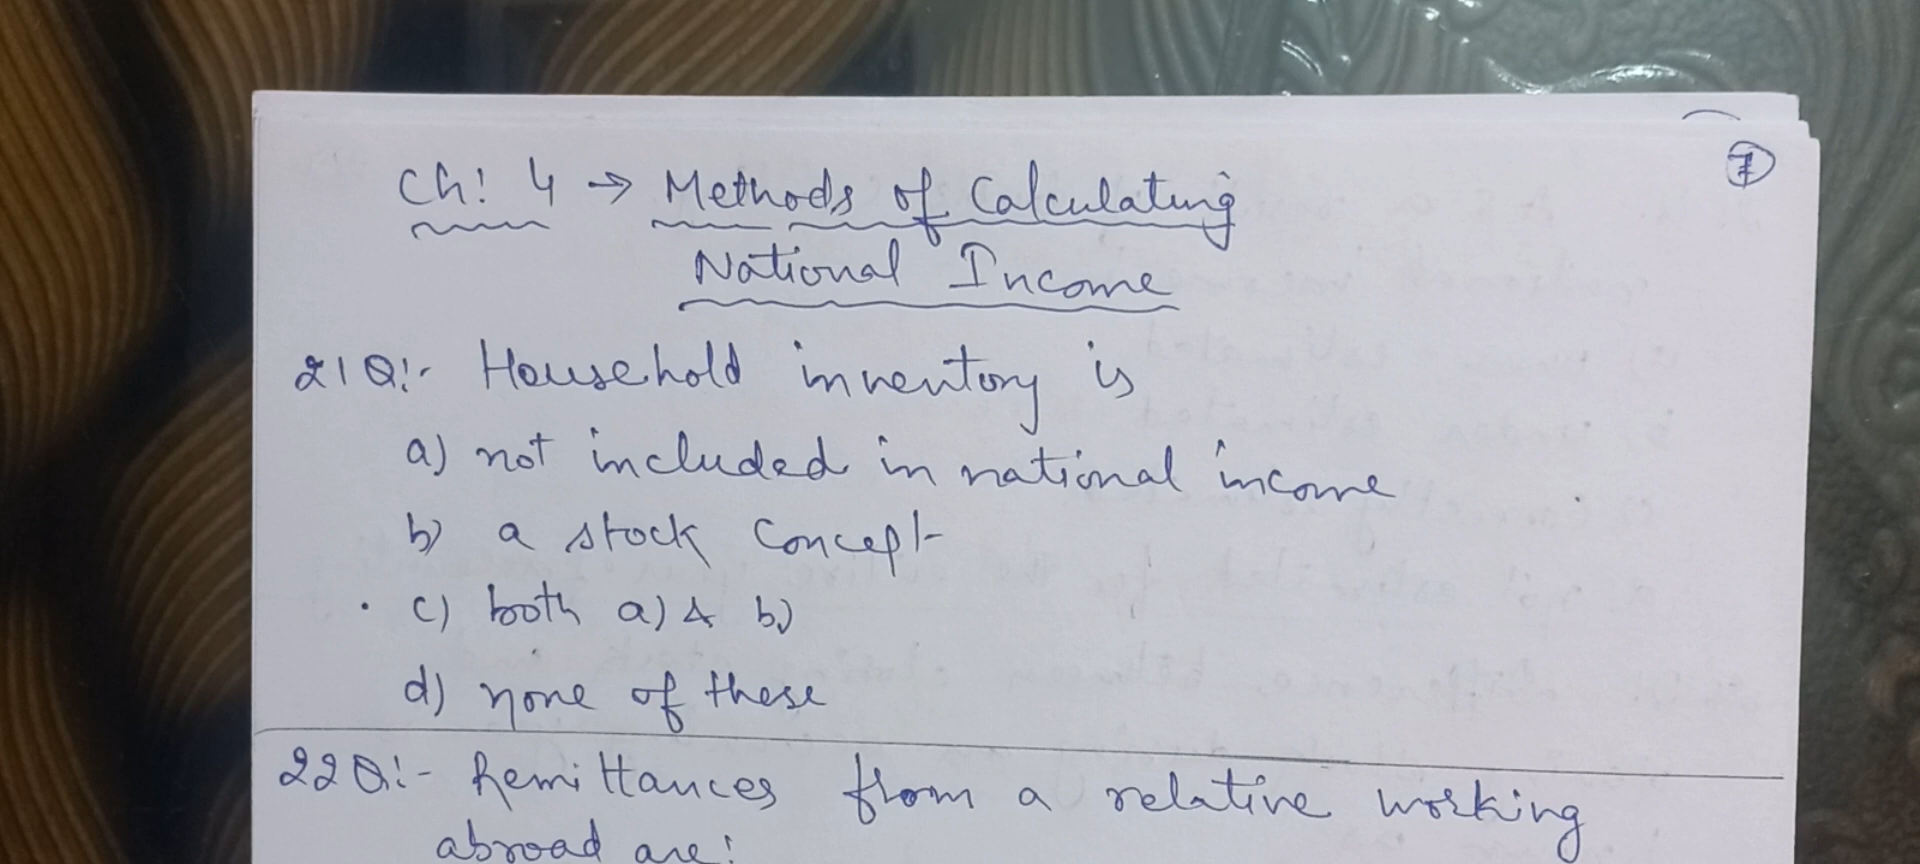 7
Ch: 4 → Methods of Calculating
National Income
21Q:- Household inventory is
a) not included in national income
b) a stock concept
c) both a) & b)
d) none of these
22Q:- Remittances from a relative working
abroad are: